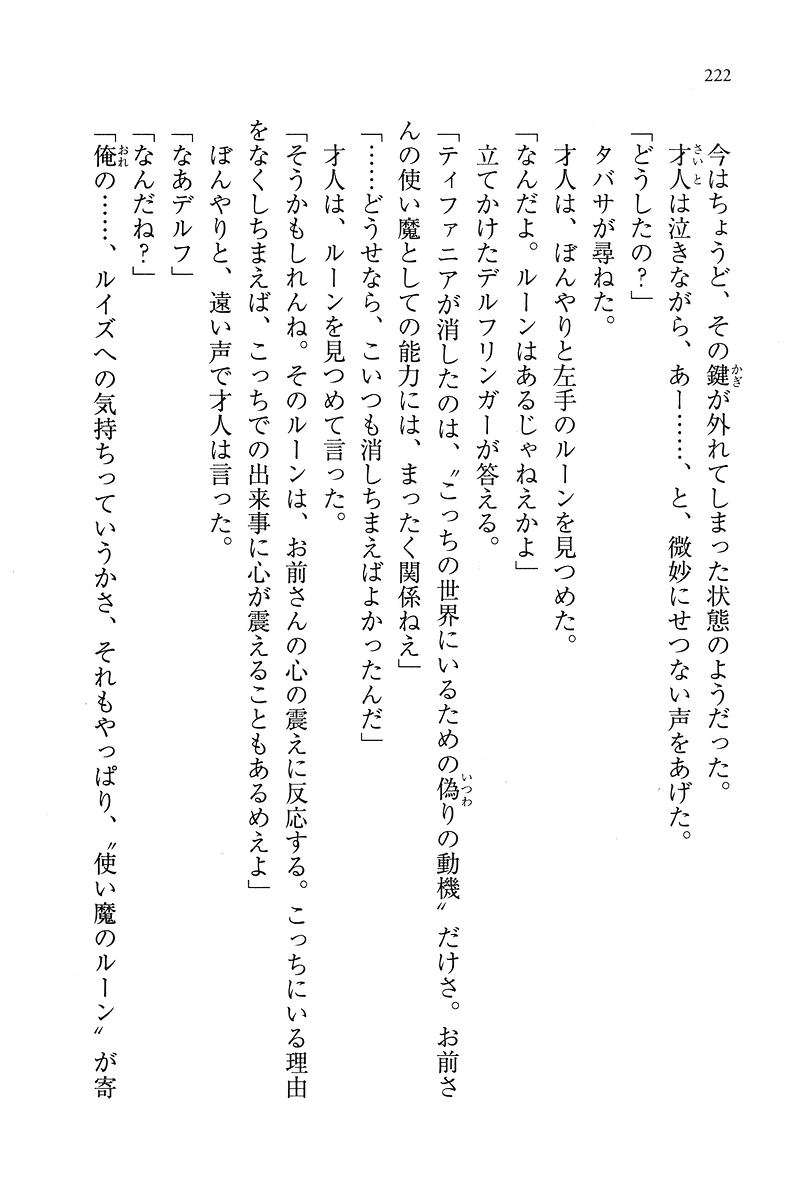 222
今はちょうど、その鍵が外れてしまった状態のようだった。
才人は泣きながら、あー……、と、微妙にせつない声をあげた。
「どうしたの？」
タバサが尋ねた。
才人は、ぼんやりと左手のルーンを見つめた。
「なんだよ。ルーンはあるじゃねえかよ」
立てかけたデルフリンガーが答える。
「ティファニアが消したのは、〝こっちの世界にいるための偽りの動機〟だけさ。お前さ
んの使い魔としての能力には、まったく関係ねえ」
「……どうせなら、こいつも消しちまえばよかったんだ」
才人は、ルーンを見つめて言った。
「そうかもしれんね。そのルーンは、お前さんの心の震えに反応する。こっちにいる理由
をなくしちまえば、こっちでの出来事に心が震えることもあるめえよ」
ぼんやりと、遠い声で才人は言った。
「なあデルフ」
「なんだね？」
「俺の……、ルイズへの気持ちっていうかさ、それもやっぱり、〝使い魔のルーン〟が寄